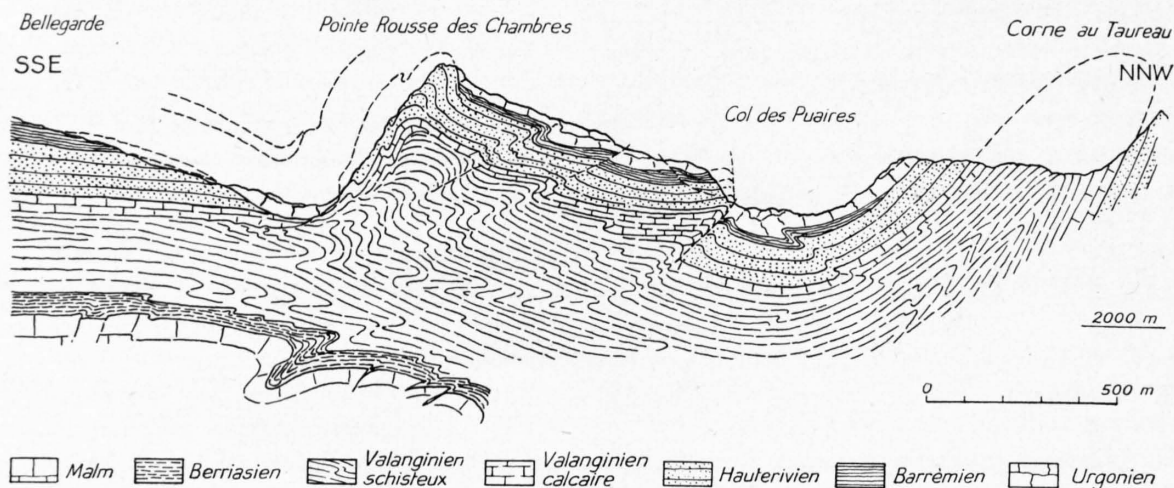 Bellegarde
Pointe Rousse des Chambres
Corne au Taureau
SSE
NNW
Col des Puaires
2000 m
0
500 m
Malm
Berriasien
Valanginien schisteux
Valanginien calcaire
Hauterivien
Barrèmien
Urgonien